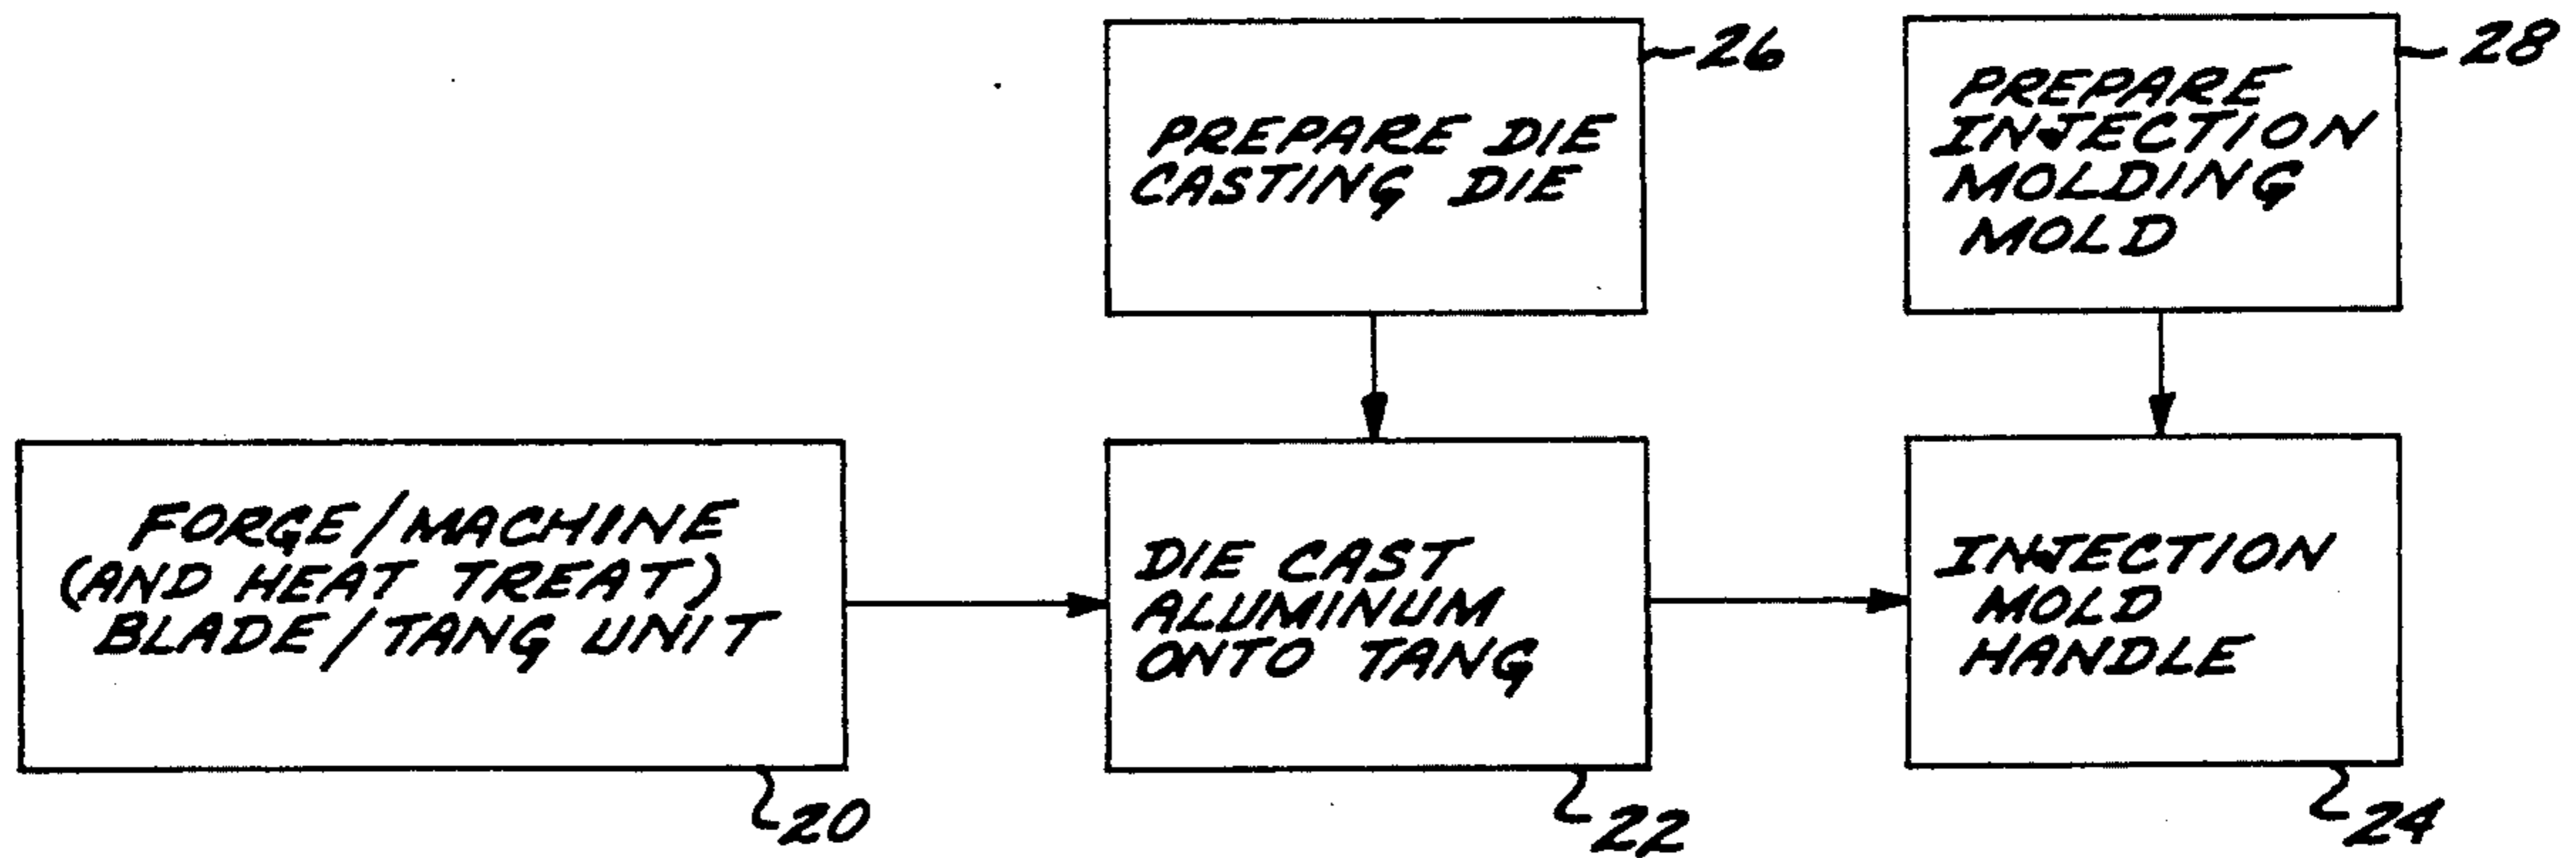 26
PREPARE DIE
CASTING DIE
28
PREPARE
INJECTION
MOLDING
MOLD
FORGE/MACHINE
(AND HEAT TREAT)
BLADE/TANG UNIT
20
DIE CAST
ALUMINUM
ONTO TANG
22
INJECTION
MOLD
HANDLE
24